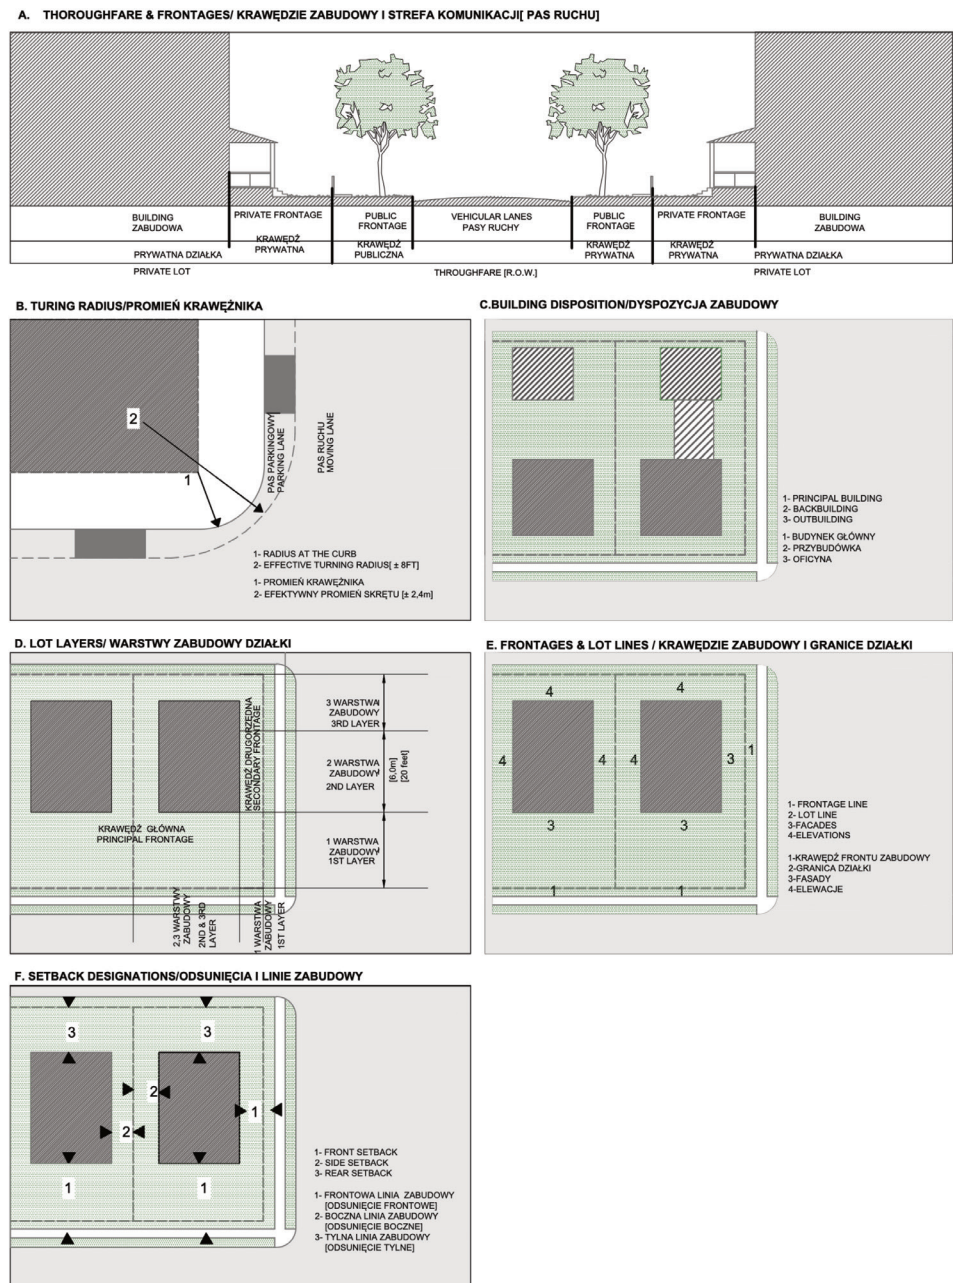 A. THOROUGHFARE & FRONTAGES/ KRAWĘDZIE ZABUDOWY I STREFA KOMUNIKACJI[ PAS RUCHU]
BUILDING
ZABUDOWA
PRIVATE FRONTAGE
KRAWĘDŹ
PRYWATNA
PUBLIC
FRONTAGE
KRAWĘDŹ
PUBLICZNA
VEHICULAR LANES
PASY RUCHY
PUBLIC
FRONTAGE
KRAWĘDŹ
PRYWATNA
PRIVATE FRONTAGE
KRAWĘDŹ
PRYWATNA
BUILDING
ZABUDOWA
PRYWATNA DZIAŁKA
PRIVATE LOT
THROUGHFARE [R.O.W.]
PRYWATNA DZIAŁKA
PRIVATE LOT
B. TURING RADIUS/PROMIEŃ KRAWĘŻNIKA
2
1
PAS PARKINGOWY
PARKING LANE
PAS RUCHU
MOVING LANE
1- RADIUS AT THE CURB
2- EFFECTIVE TURNING RADIUS[ ± 8FT]
1- PROMIEŃ KRAWĘŻNIKA
2- EFEKTYWNY PROMIEŃ SKRĘTU [± 2,4m]
C.BUILDING DISPOSITION/DYSPOZYCJA ZABUDOWY
1- PRINCIPAL BUILDING
2- BACKBUILDING
3- OUTBUILDING
1- BUDYNEK GŁÓWNY
2- PRZYBUDÓWKA
3- OFICYNA
D. LOT LAYERS/ WARSTWY ZABUDOWY DZIAŁKI
KRAWĘDŹ DRUGORZĘDNA
SECONDARY FRONTAGE
3 WARSTWA
ZABUDOWY
3RD LAYER
2 WARSTWA
ZABUDOWY
2ND LAYER
[6,0m]
[20 feet]
KRAWĘDŹ GŁÓWNA
PRINCIPAL FRONTAGE
1 WARSTWA
ZABUDOWY
1ST LAYER
2,3 WARSTWY
ZABUDOWY
2ND & 3RD
LAYER
1 WARSTWA
ZABUDOWY
1ST LAYER
E. FRONTAGES & LOT LINES / KRAWĘDZIE ZABUDOWY I GRANICE DZIAŁKI
4
4
4
4
4
3
1
3
3
1
1
1- FRONTAGE LINE
2- LOT LINE
3-FACADES
4-ELEVATIONS
1-KRAWĘDŹ FRONTU ZABUDOWY
2-GRANICA DZIAŁKI
3-FASADY
4-ELEWACJE
F. SETBACK DESIGNATIONS/ODSUNIĘCIA I LINIE ZABUDOWY
3
3
2
1
2
1
1
1- FRONT SETBACK
2- SIDE SETBACK
3- REAR SETBACK
1- FRONTOWA LINIA ZABUDOWY
[ODSUNIĘCIE FRONTOWE]
2- BOCZNA LINIA ZABUDOWY
[ODSUNIĘCIE BOCZNE]
3- TYLNA LINIA ZABUDOWY
[ODSUNIĘCIE TYLNE]